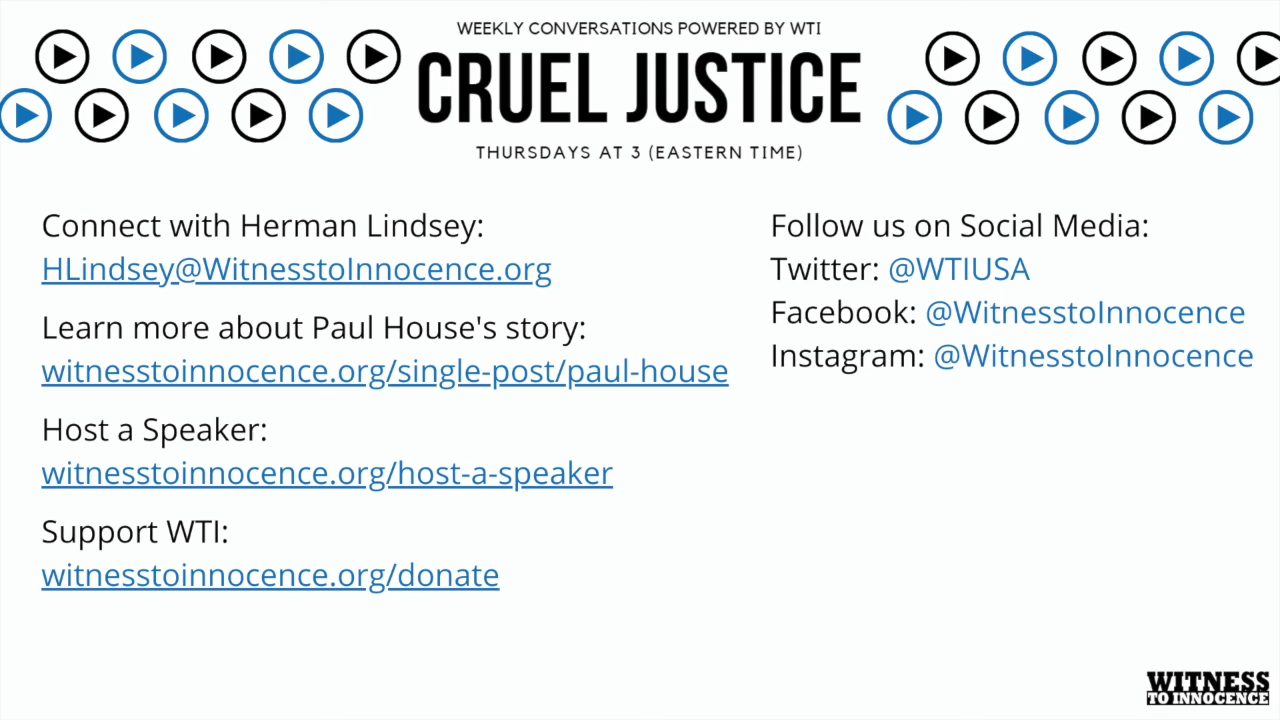 WEEKLY CONVERSATIONS POWERED BY WTI
CRUEL JUSTICE
THURSDAYS AT 3 (EASTERN TIME)
Connect with Herman Lindsey:
HLindsey@WitnesstoInnocence.org
Learn more about Paul House's story:
witnesstoinnocence.org/single-post/paul-house
Host a Speaker:
witnesstoinnocence.org/host-a-speaker
Support WTI:
witnesstoinnocence.org/donate
Follow us on Social Media:
Twitter: @WTIUSA
Facebook: @WitnesstoInnocence
Instagram: @WitnesstoInnocence
WITNESS
TO INNOCENCE